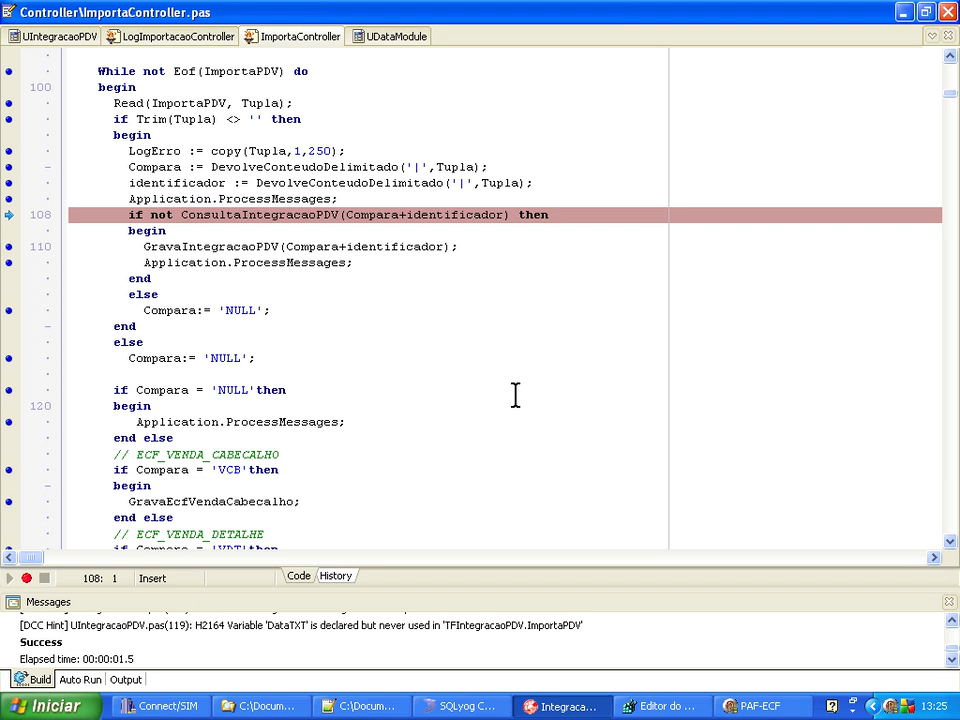 Controller\ImportaController.pas
UIntegracaoPDV LogImportacaoController ImportaController UDataModule
While not Eof(ImportaPDV) do
100 begin
Read(ImportaPDV, Tupla);
if Trim(Tupla) <> '' then
begin
LogErro := copy(Tupla,1,250);
Compara := DevolveConteudoDelimitado('|',Tupla);
identificador := DevolveConteudoDelimitado('|',Tupla);
Application.ProcessMessages;
108 if not ConsultaIntegracaoPDV(Compara+identificador) then
begin
110 GravaIntegracaoPDV(Compara+identificador);
Application.ProcessMessages;
end
else
Compara:= 'NULL';
end
else
Compara:= 'NULL';
if Compara = 'NULL'then
120 begin
Application.ProcessMessages;
end else
// ECF_VENDA_CABECALHO
if Compara = 'VCB'then
begin
GravaEcfVendaCabecalho;
end else
// ECF_VENDA_DETALHE
if Compara = 'VDT'then
108: 1 Insert Code History
Messages
[DCC Hint] UIntegracaoPDV.pas(119): H2164 Variable 'DataTXT' is declared but never used in 'TFIntegracaoPDV.ImportaPDV'
Success
Elapsed time: 00:00:01.5
Build Auto Run Output
Iniciar Connect/SIM C:\Docum... C:\Docum... SQLyog C... Integraca... Editor do ... PAF-ECF 13:25